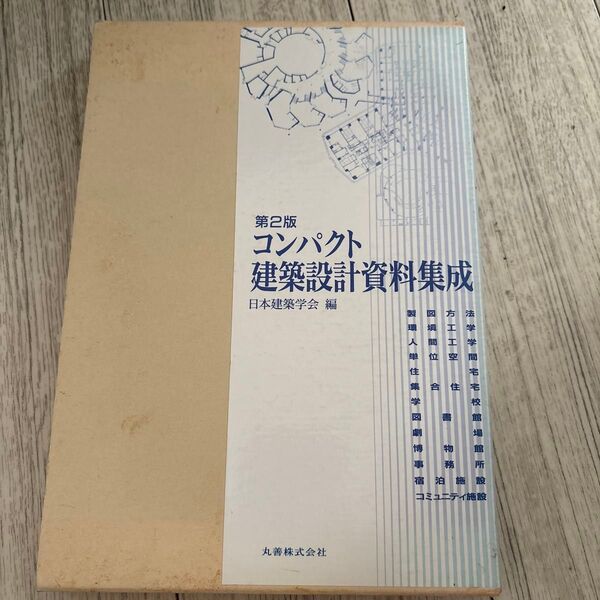 第2版
コンパクト
建築設計資料集成
日本建築学会 編
製図方法
環境工学
人間工学
単位空間
住宅
集合住宅
学校
図書館
劇場
博物館
事務所
宿泊施設
コミュニティ施設
丸善株式会社